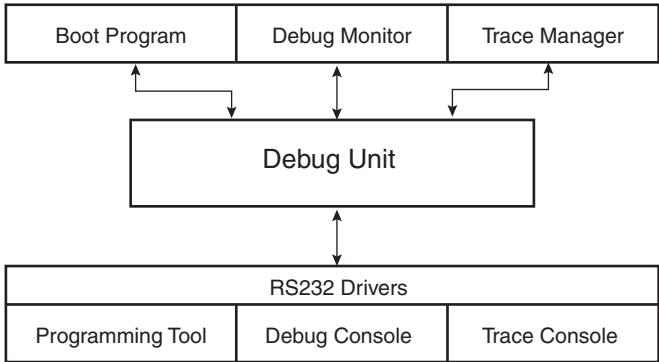 Boot Program
Debug Monitor
Trace Manager
Debug Unit
RS232 Drivers
Programming Tool
Debug Console
Trace Console